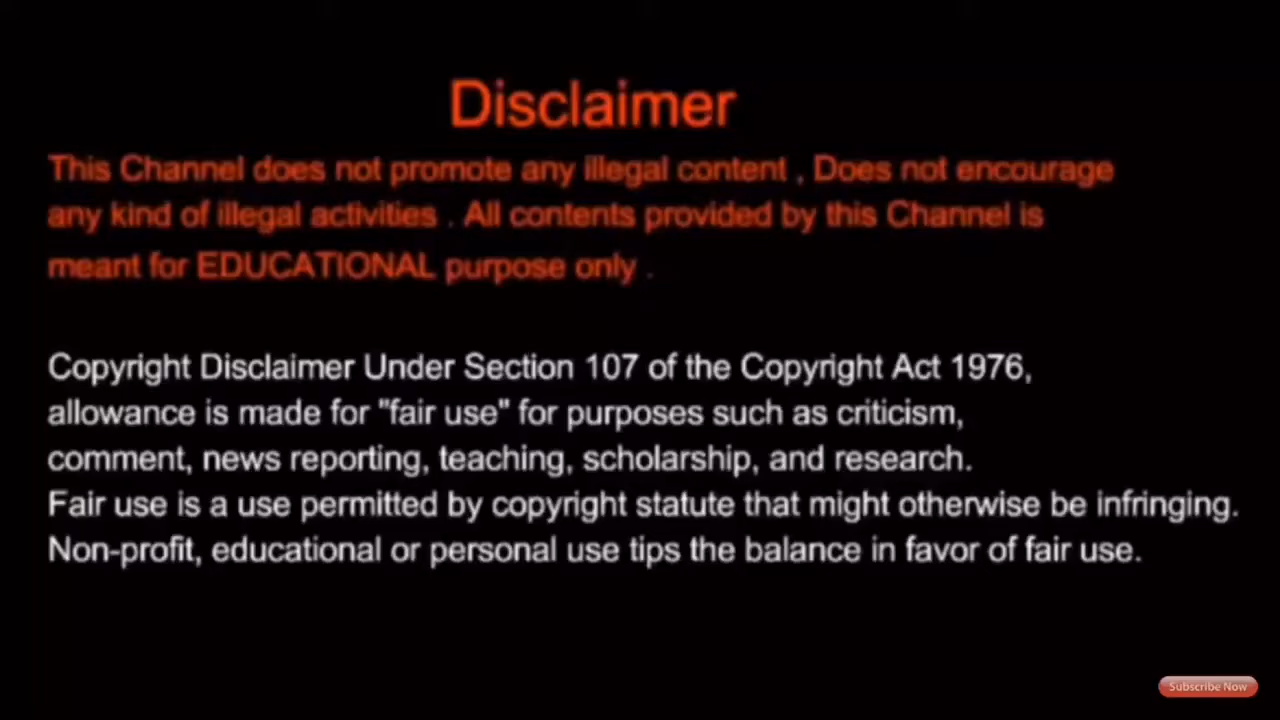 Disclaimer
This Channel does not promote any illegal content , Does not encourage
any kind of illegal activities . All contents provided by this Channel is
meant for EDUCATIONAL purpose only .
Copyright Disclaimer Under Section 107 of the Copyright Act 1976,
allowance is made for "fair use" for purposes such as criticism,
comment, news reporting, teaching, scholarship, and research.
Fair use is a use permitted by copyright statute that might otherwise be infringing.
Non-profit, educational or personal use tips the balance in favor of fair use.
Subscribe Now